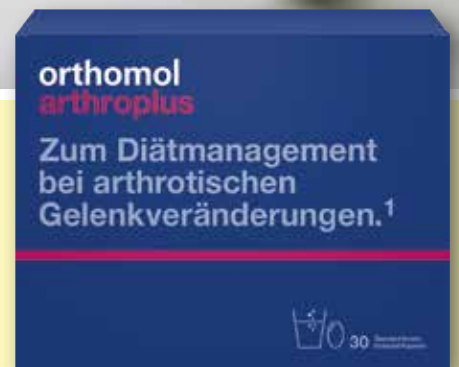 orthomol
arthroplus
Zum Diätmanagement
bei arthrotischen
Gelenkveränderungen.¹
30